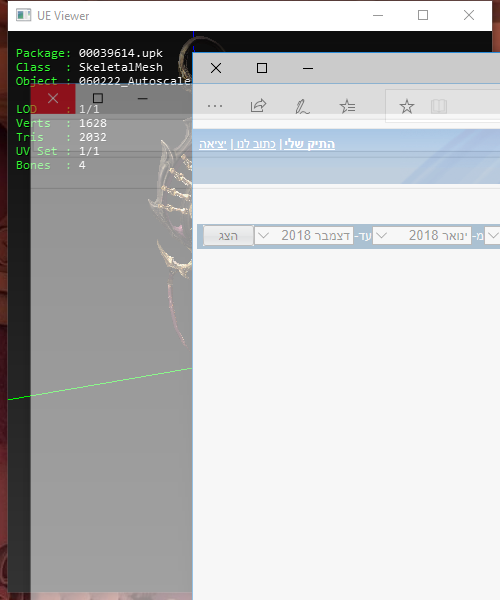 UE Viewer
Package: 00039614.upk
Class : SkeletalMesh
Object : 060222_Autoscale
LOD : 1/1
Verts : 1628
Tris : 2032
UV Set : 1/1
Bones : 4
התיק שלי | כתוב לנו | יציאה
מ- ינואר 2018 עד- דצמבר 2018 הצג